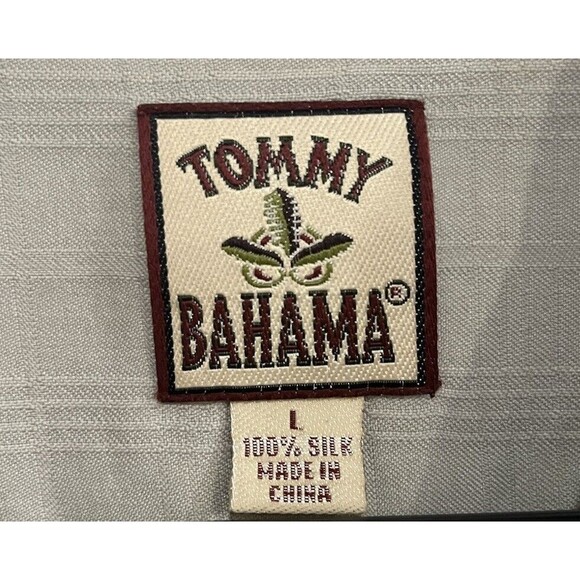 TOMMY
BAHAMA®
L
100% SILK
MADE IN
CHINA